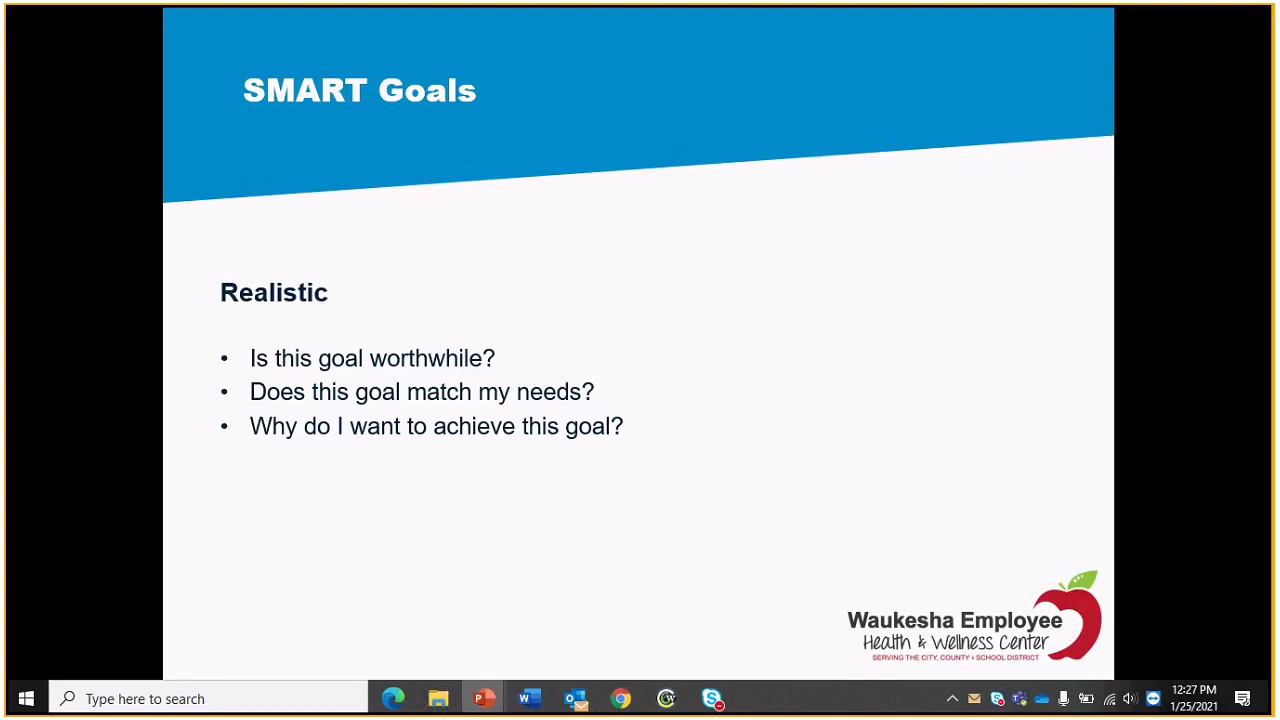 SMART Goals
Realistic
• Is this goal worthwhile?
• Does this goal match my needs?
• Why do I want to achieve this goal?
Waukesha Employee
Health & Wellness Center
SERVING THE CITY, COUNTY & SCHOOL DISTRICT
Type here to search
12:27 PM
1/25/2021